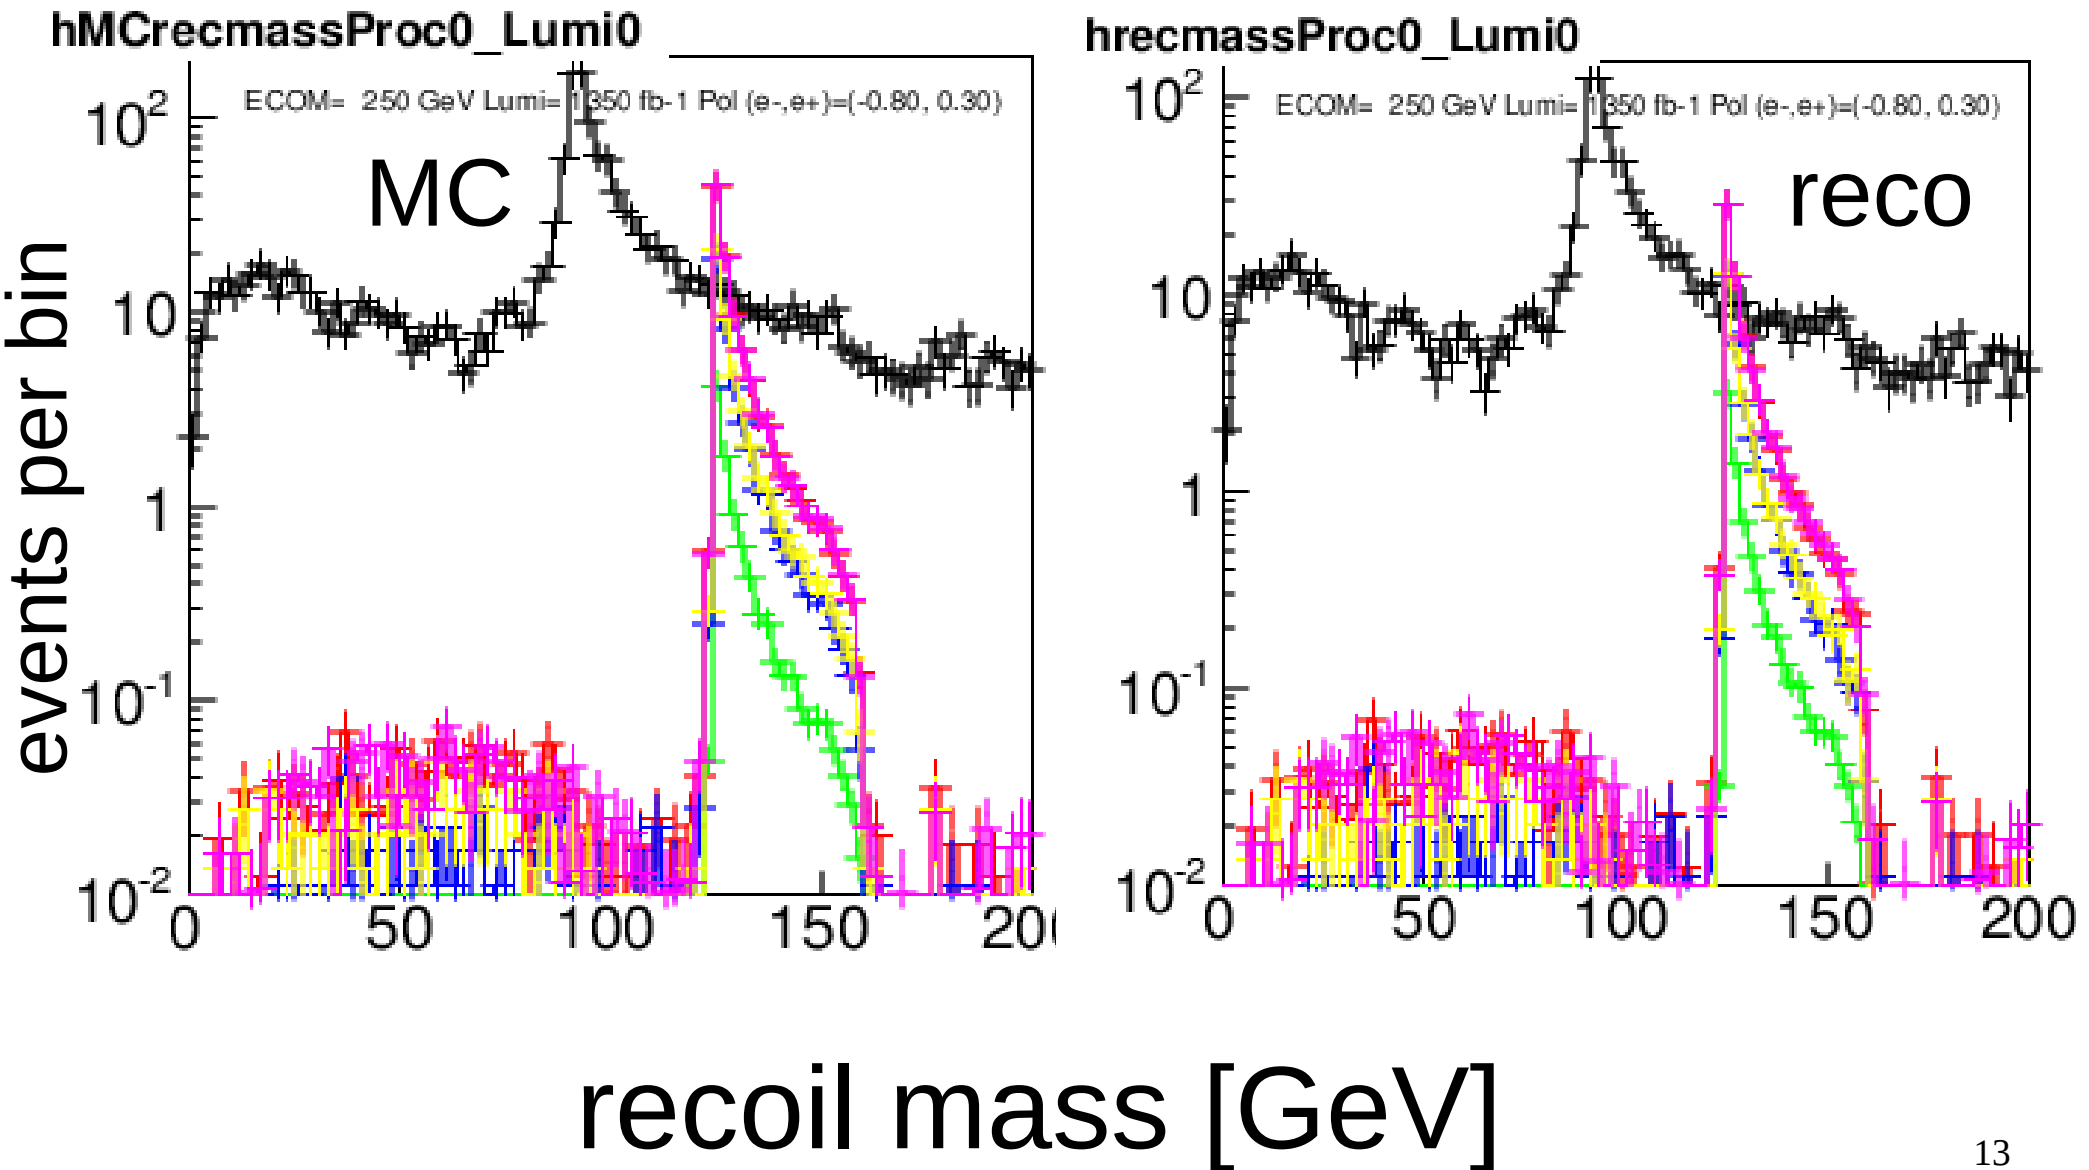 hMCrecmassProc0_Lumi0
ECOM= 250 GeV Lumi= 1350 fb-1 Pol (e-,e+)=(-0.80, 0.30)
MC
10²
10
1
10⁻¹
10⁻²
0 50 100 150 200
hrecmassProc0_Lumi0
ECOM= 250 GeV Lumi= 1350 fb-1 Pol (e-,e+)=(-0.80, 0.30)
reco
10²
10
1
10⁻¹
10⁻²
0 50 100 150 200
events per bin
recoil mass [GeV]
13